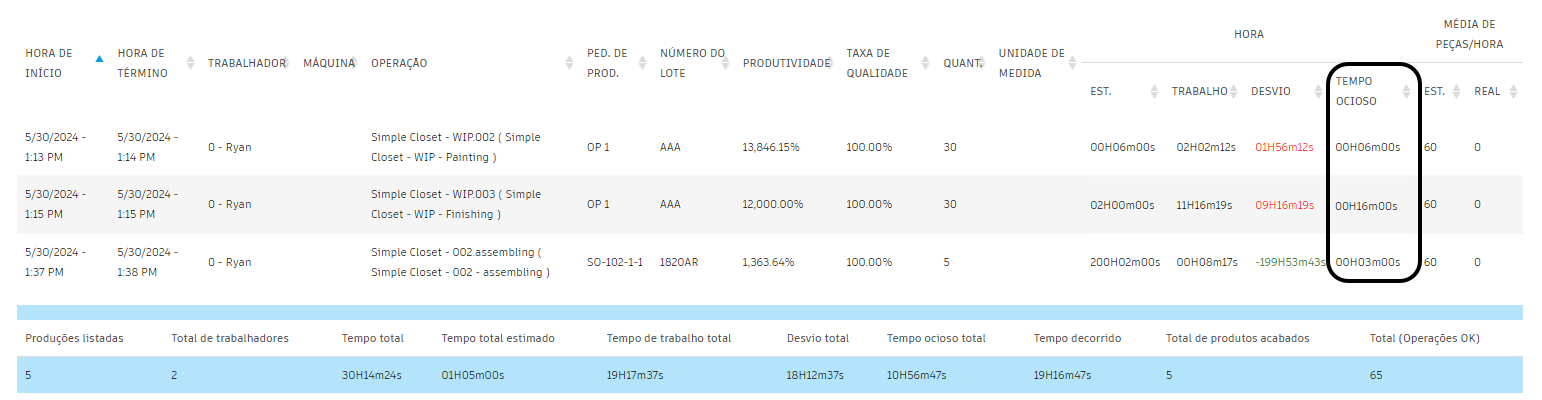 HORA
MÉDIA DE
PEÇAS/HORA
HORA DE
INÍCIO
HORA DE
TÉRMINO
TRABALHADOR
MÁQUINA
OPERAÇÃO
PED. DE
PROD.
NÚMERO DO
LOTE
PRODUTIVIDADE
TAXA DE
QUALIDADE
QUANT.
UNIDADE DE
MEDIDA
EST.
TRABALHO
DESVIO
TEMPO
OCIOSO
EST.
REAL
5/30/2024 -
1:13 PM
5/30/2024 -
1:14 PM
0 - Ryan
Simple Closet - WIP.002 ( Simple
Closet - WIP - Painting )
OP 1
AAA
13,846.15%
100.00%
30
00H06m00s
02H02m12s
01H56m12s
00H06m00s
60
0
5/30/2024 -
1:15 PM
5/30/2024 -
1:15 PM
0 - Ryan
Simple Closet - WIP.003 ( Simple
Closet - WIP - Finishing )
OP 1
AAA
12,000.00%
100.00%
30
02H00m00s
11H16m19s
09H16m19s
00H16m00s
60
0
5/30/2024 -
1:37 PM
5/30/2024 -
1:38 PM
0 - Ryan
Simple Closet - 002.assembling (
Simple Closet - 002 - assembling )
SO-102-1-1
1820AR
1,363.64%
100.00%
5
200H02m00s
00H08m17s
-199H53m43s
00H03m00s
60
0
Produções listadas
Total de trabalhadores
Tempo total
Tempo total estimado
Tempo de trabalho total
Desvio total
Tempo ocioso total
Tempo decorrido
Total de produtos acabados
Total (Operações OK)
5
2
30H14m24s
01H05m00s
19H17m37s
18H12m37s
10H56m47s
19H16m47s
5
65